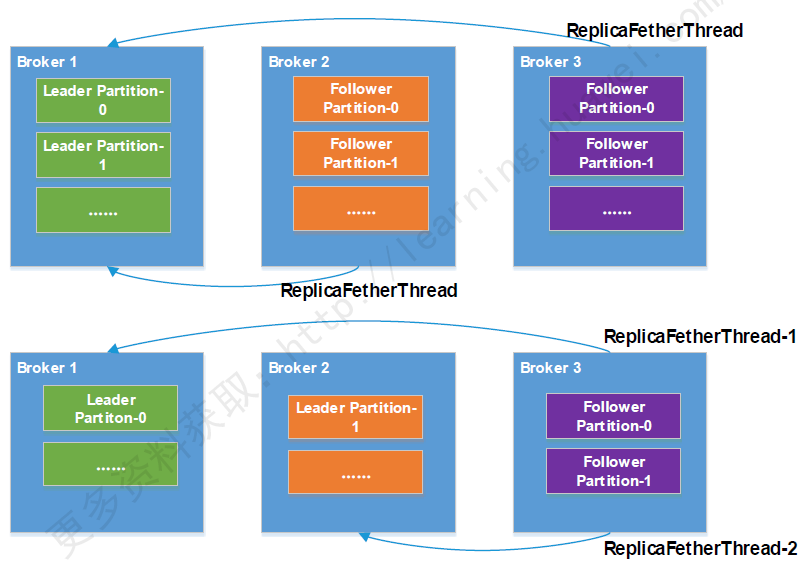 ReplicaFetherThread
Broker 1
Leader Partition-
0
Leader Partition-
1
......
Broker 2
Follower
Partition-0
Follower
Partition-1
......
Broker 3
Follower
Partition-0
Follower
Partition-1
......
ReplicaFetherThread
ReplicaFetherThread-1
Broker 1
Leader
Partiton-0
......
Broker 2
Leader Partition-
1
......
Broker 3
Follower
Partition-0
Follower
Partition-1
ReplicaFetherThread-2
更多资料获取：http://learning.huawei.com/